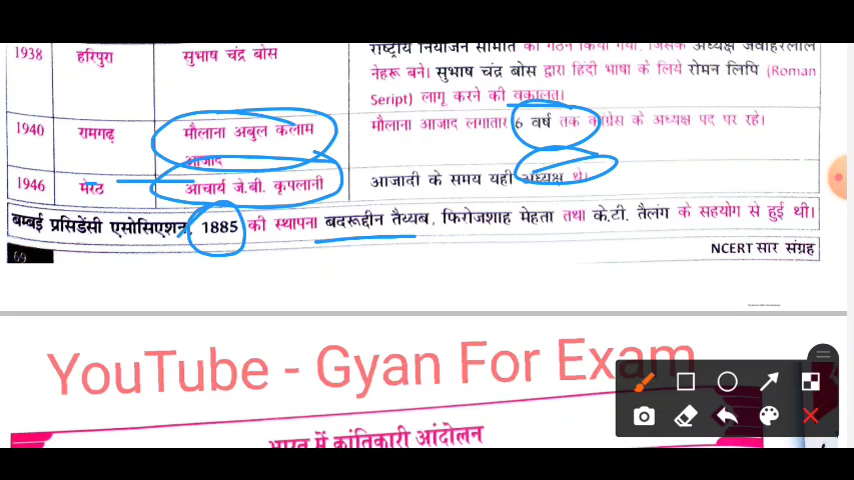 1938 हरिपुरा सुभाष चंद्र बोस राष्ट्रीय नियोजन समिति का गठन किया गया, जिसके अध्यक्ष जवाहरलाल
नेहरू बने। सुभाष चंद्र बोस द्वारा हिंदी भाषा के लिये रोमन लिपि (Roman
Seript) लागू करने की वकालत।
1940 रामगढ़ मौलाना अबुल कलाम मौलाना आजाद लगातार 6 वर्ष तक कांग्रेस के अध्यक्ष पद पर रहे।
आजाद
1946 मेरठ आचार्य जे.बी. कृपलानी आजादी के समय यही अध्यक्ष थे।
बम्बई प्रसिडेंसी एसोसिएशन, 1885 की स्थापना बदरूद्दीन तैय्यब, फिरोजशाह मेहता तथा के.टी. तैलंग के सहयोग से हुई थी।
69 NCERT सार संग्रह
YouTube - Gyan For Exam
भारत में क्रांतिकारी आंदोलन